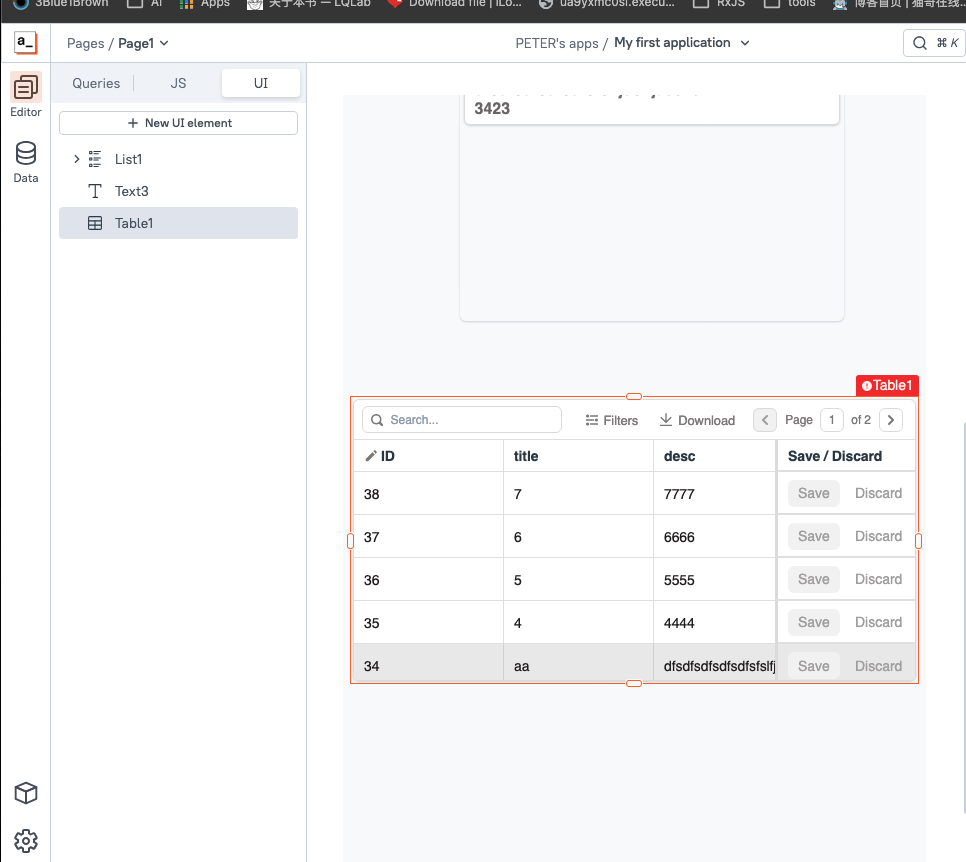 3Blue1Brown AI Apps 关于本书 — LQLab Download file | iLo... ua9yxmc0si.execu... RxJS tools 博客首页 | 猫哥在线...
a_ Pages / Page1 PETER's apps / My first application ⌘ K
Queries JS UI
Editor
+ New UI element
3423
List1
Data
Text3
Table1
Table1
Search... Filters Download Page 1 of 2
ID title desc Save / Discard
38 7 7777 Save Discard
37 6 6666 Save Discard
36 5 5555 Save Discard
35 4 4444 Save Discard
34 aa dfsdfsdfsdfsdfsfslfj Save Discard